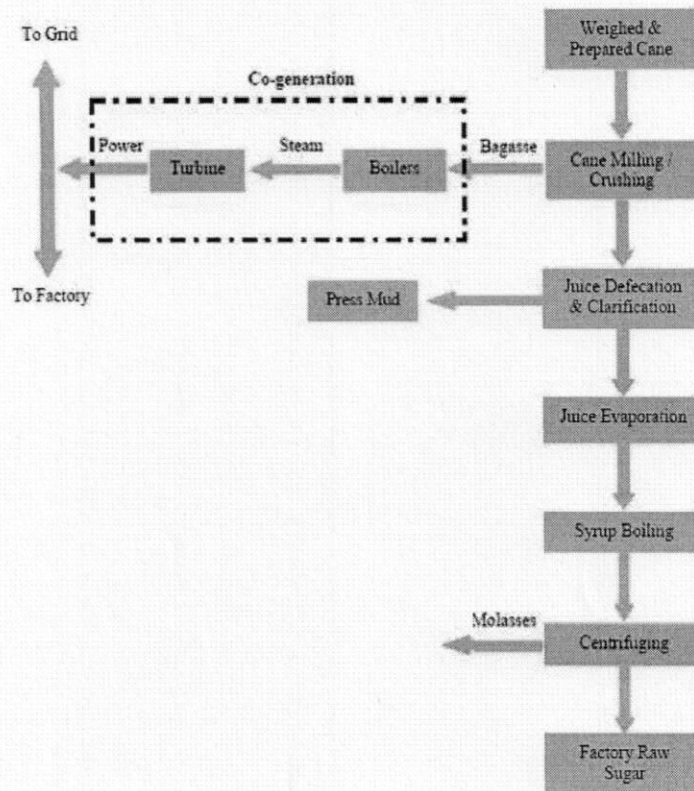 To Grid
Weighed &
Prepared Cane
Co-generation
Power
Steam
Bagasse
Turbine
Boilers
Cane Milling /
Crushing
To Factory
Press Mud
Juice Defecation
& Clarification
Juice Evaporation
Syrup Boiling
Molasses
Centrifuging
Factory Raw
Sugar